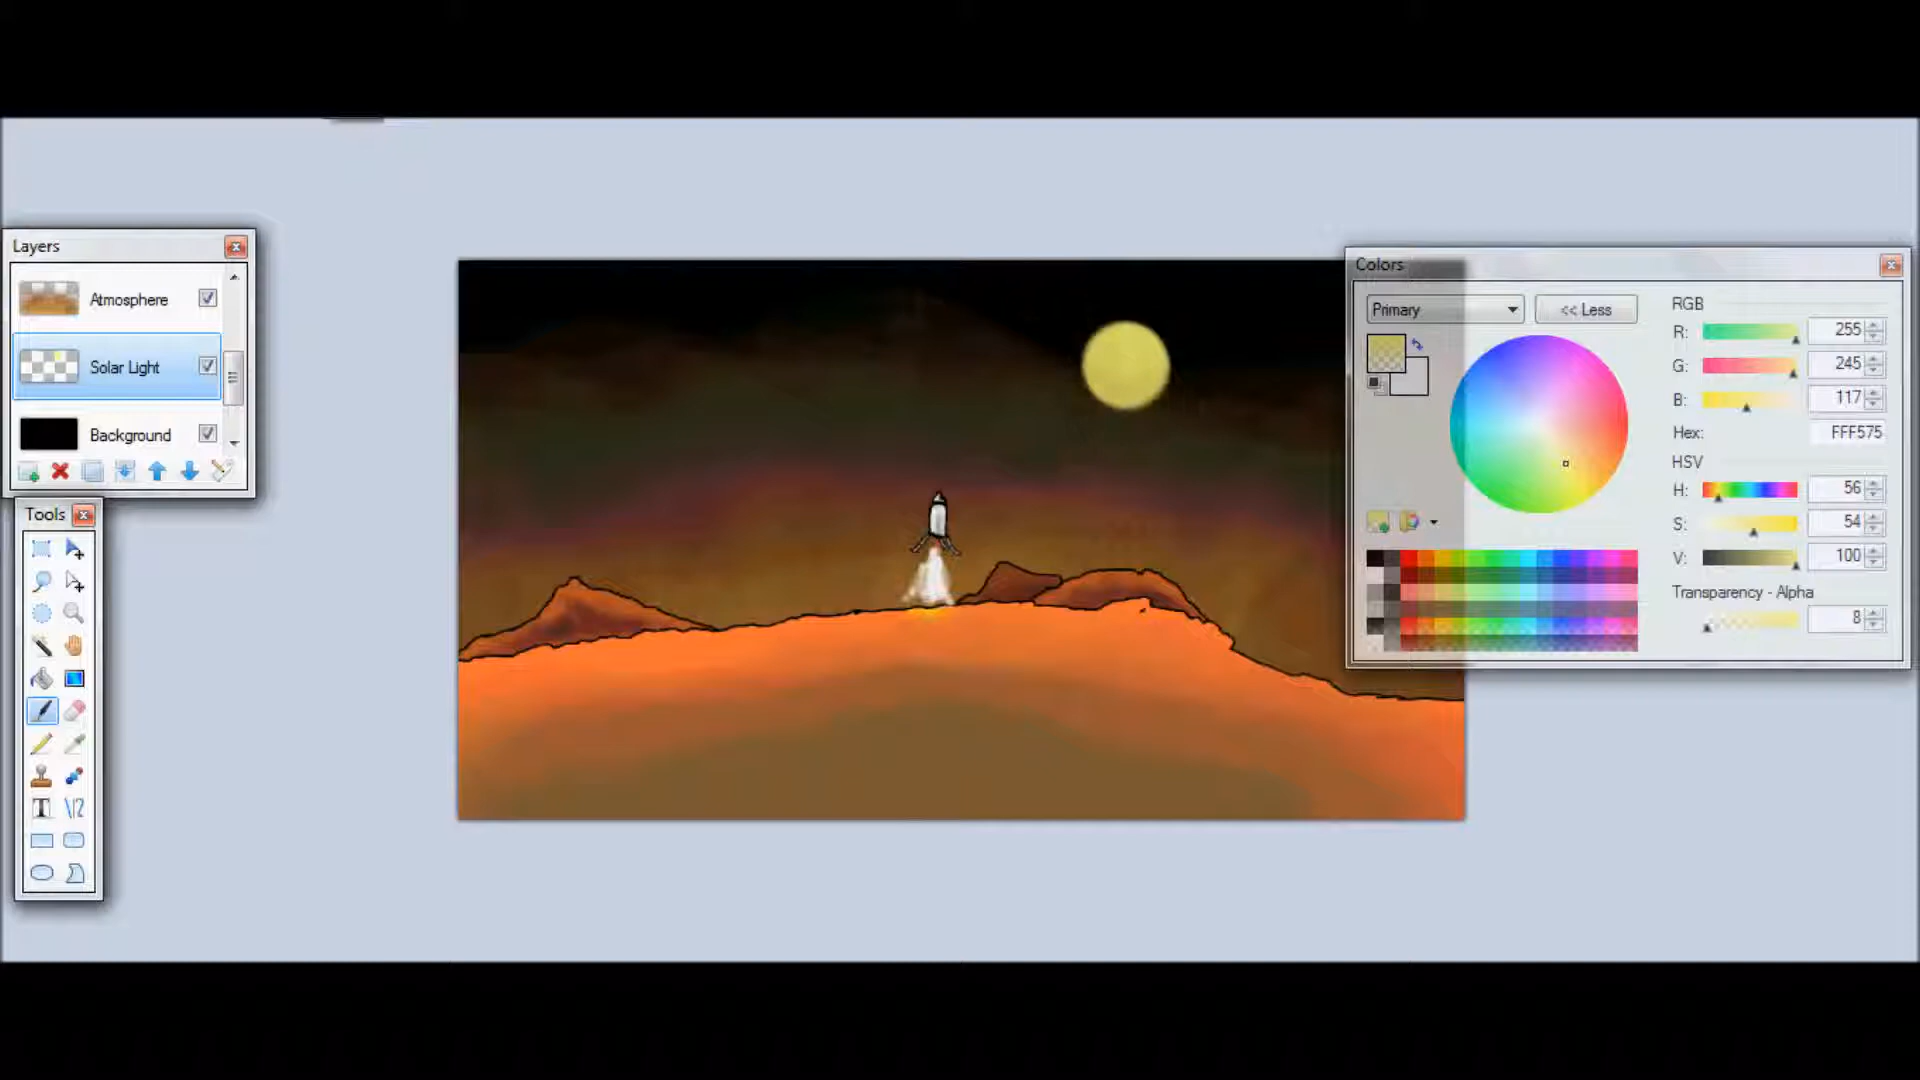 Layers
Atmosphere
Solar Light
Background
Tools
Colors
Primary
<< Less
RGB
R: 255
G: 245
B: 117
Hex: FFF575
HSV
H: 56
S: 54
V: 100
Transparency - Alpha
8